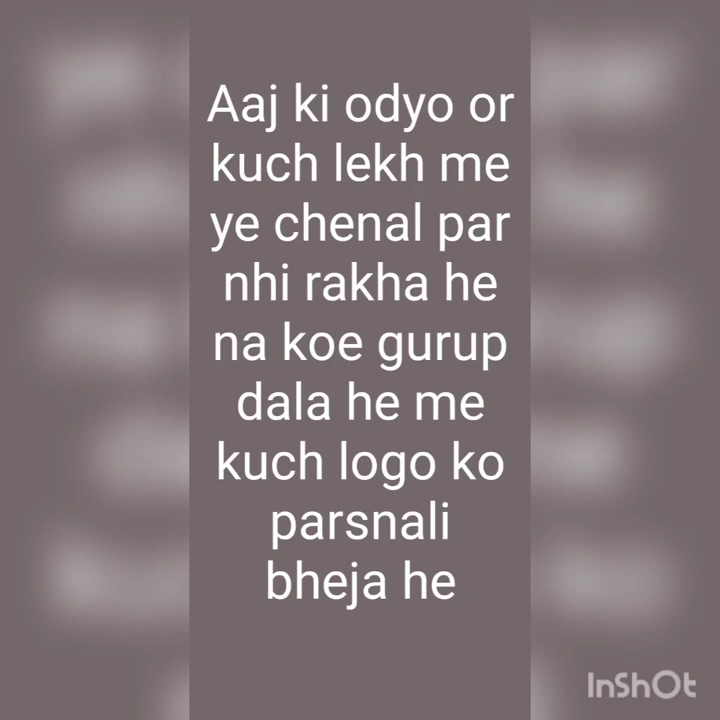 Aaj ki odyo or
kuch lekh me
ye chenal par
nhi rakha he
na koe gurup
dala he me
kuch logo ko
parsnali
bheja he
InShOt